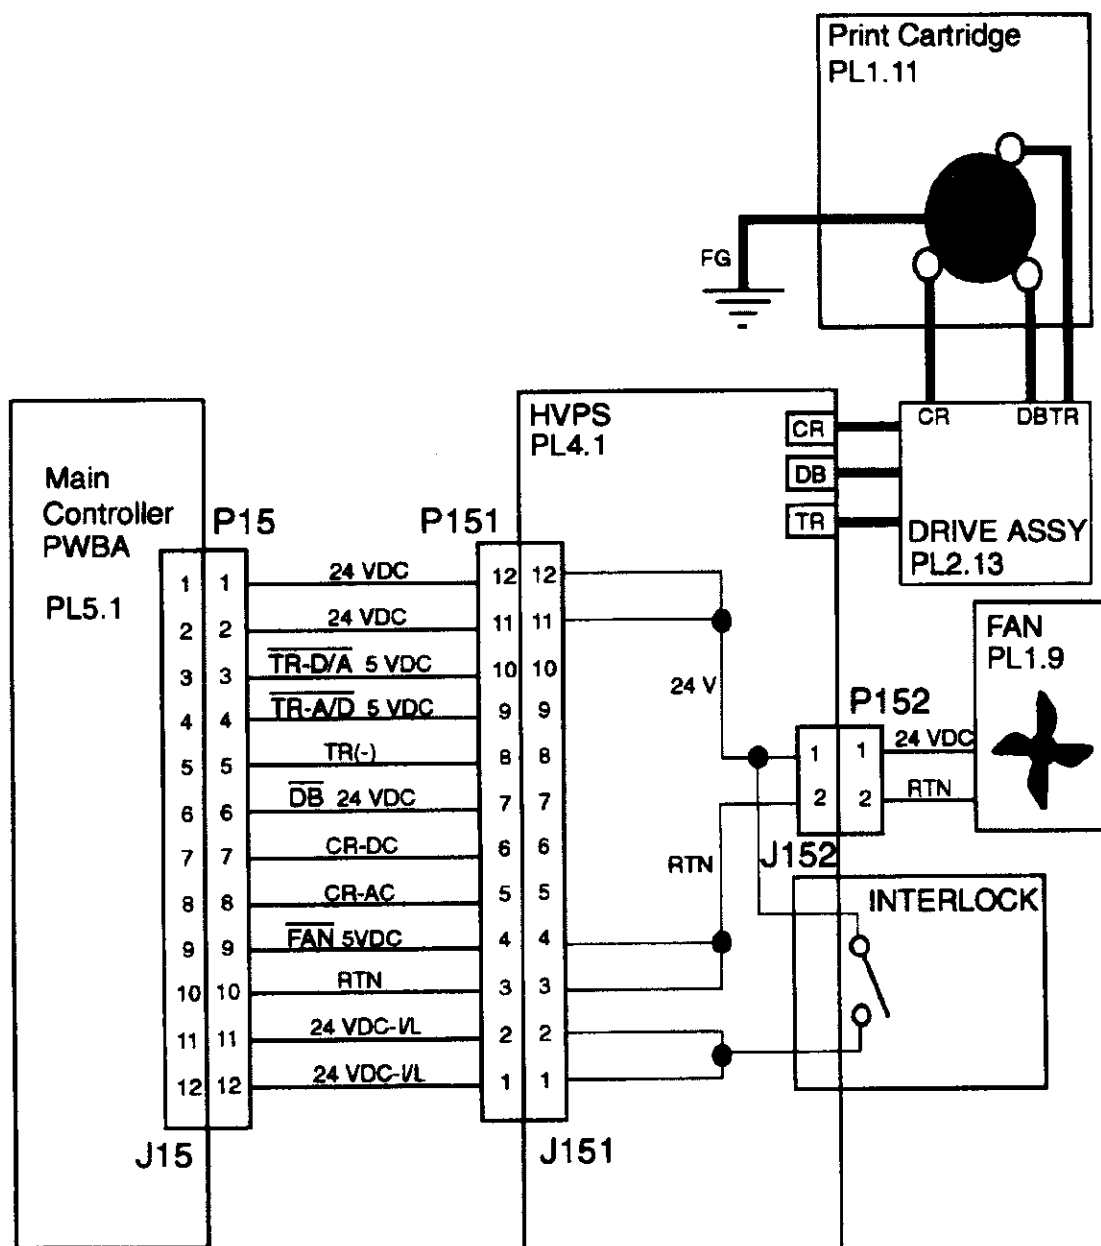 Print Cartridge
PL1.11
FG
CR DB TR
HVPS
PL4.1
CR
DB
TR
DRIVE ASSY
PL2.13
Main
Controller
PWBA
PL5.1
P15
P151
1 1 24 VDC 12 12
2 2 24 VDC 11 11
3 3 T̅R̅-̅D̅/̅A̅ 5 VDC 10 10
4 4 T̅R̅-̅A̅/̅D̅ 5 VDC 9 9
5 5 TR(-) 8 8
6 6 D̅B̅ 24 VDC 7 7
7 7 CR-DC 6 6
8 8 CR-AC 5 5
9 9 F̅A̅N̅ 5VDC 4 4
10 10 RTN 3 3
11 11 24 VDC-I/L 2 2
12 12 24 VDC-I/L 1 1
J15
J151
24 V
RTN
FAN
PL1.9
P152
1 1 24 VDC
2 2 RTN
J152
INTERLOCK